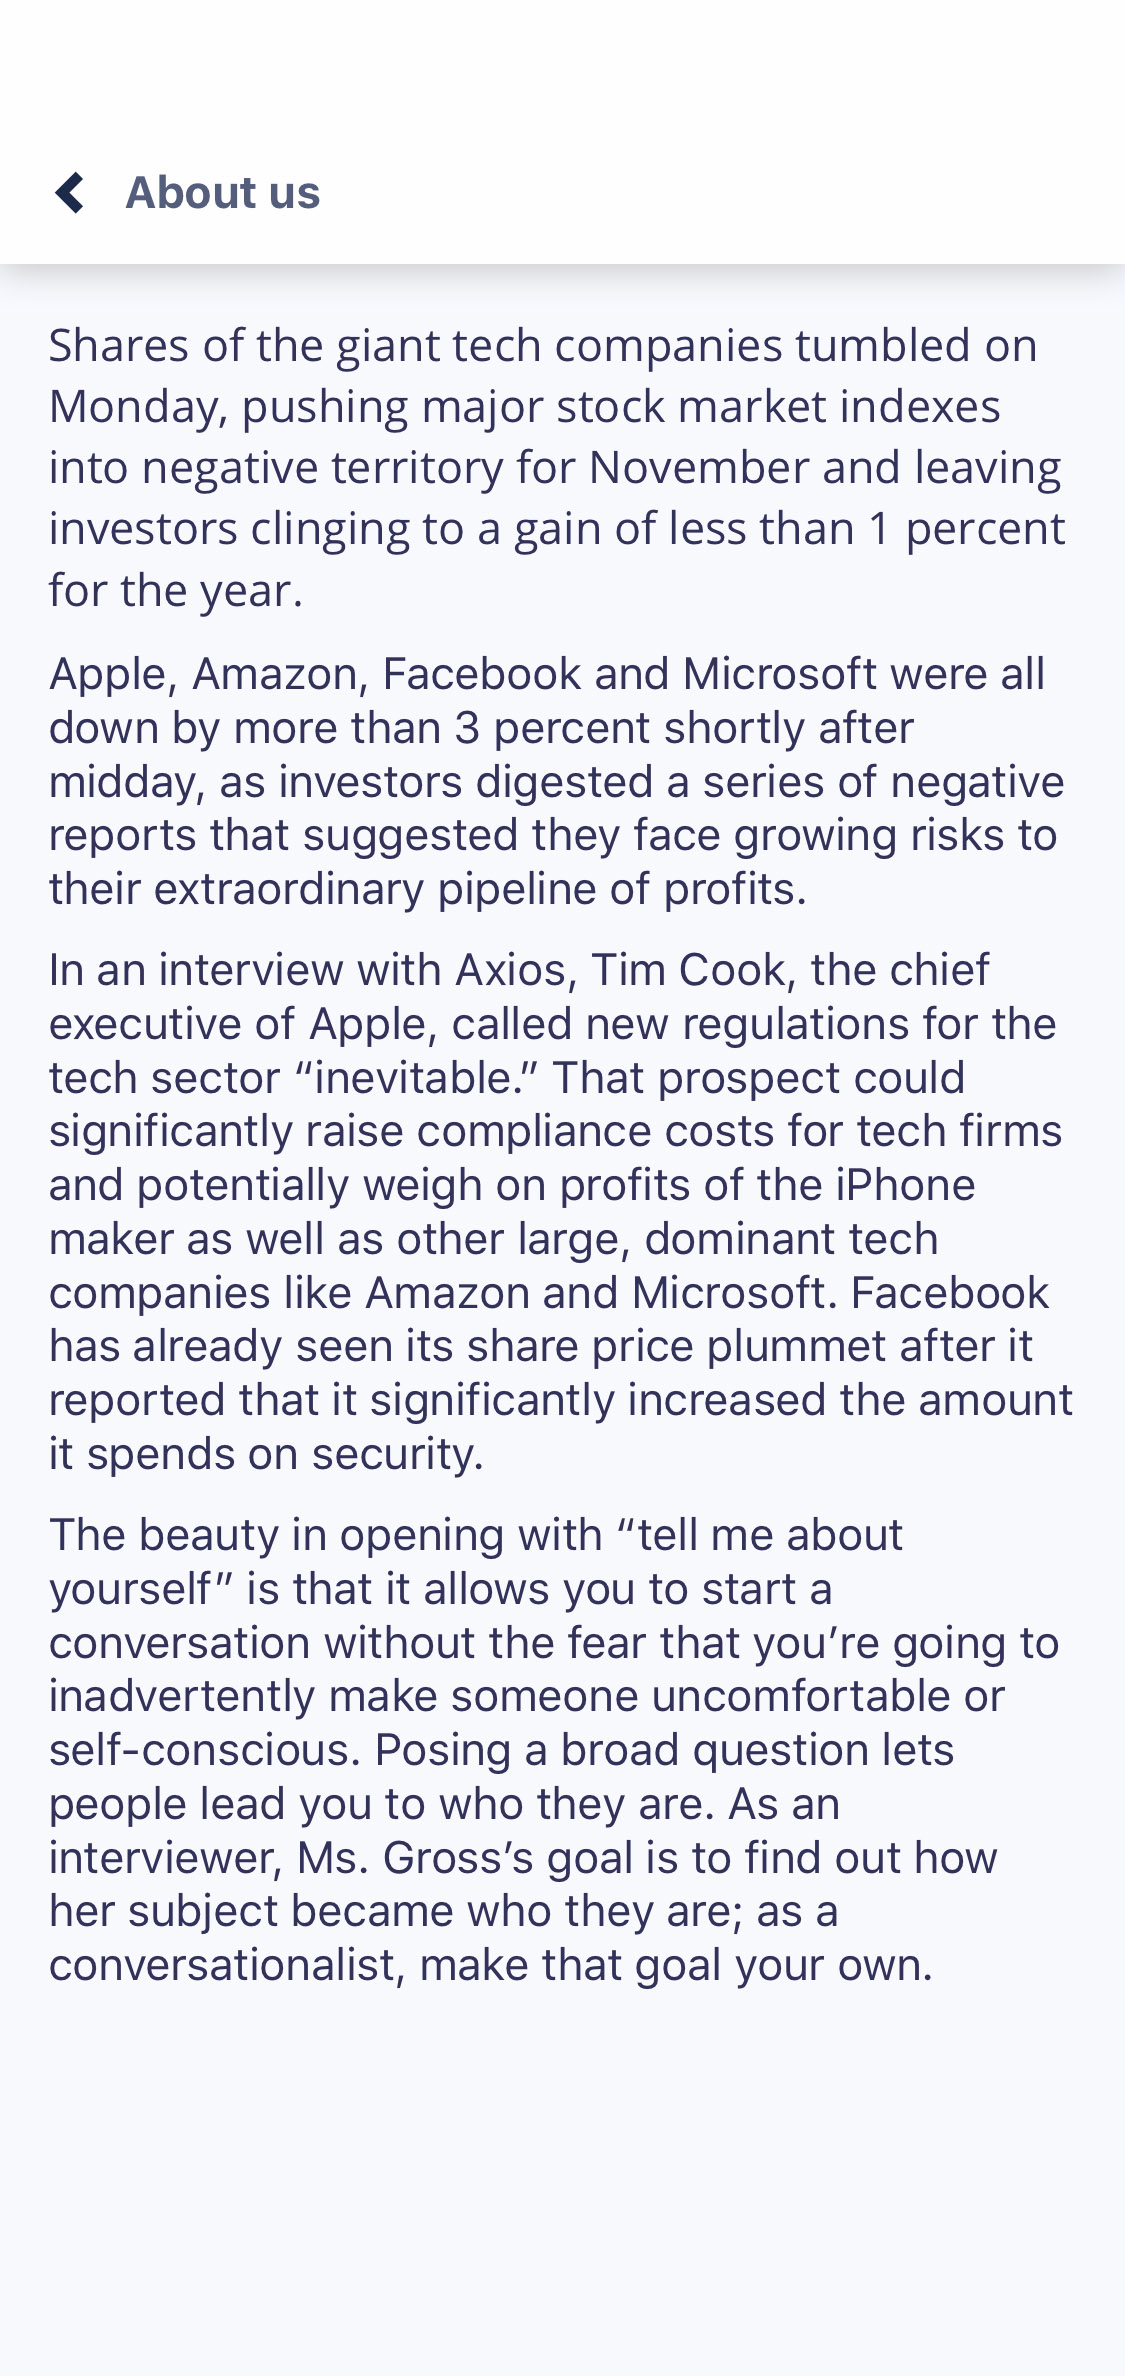 About us
Shares of the giant tech companies tumbled on
Monday, pushing major stock market indexes
into negative territory for November and leaving
investors clinging to a gain of less than 1 percent
for the year.
Apple, Amazon, Facebook and Microsoft were all
down by more than 3 percent shortly after
midday, as investors digested a series of negative
reports that suggested they face growing risks to
their extraordinary pipeline of profits.
In an interview with Axios, Tim Cook, the chief
executive of Apple, called new regulations for the
tech sector “inevitable.” That prospect could
significantly raise compliance costs for tech firms
and potentially weigh on profits of the iPhone
maker as well as other large, dominant tech
companies like Amazon and Microsoft. Facebook
has already seen its share price plummet after it
reported that it significantly increased the amount
it spends on security.
The beauty in opening with “tell me about
yourself” is that it allows you to start a
conversation without the fear that you’re going to
inadvertently make someone uncomfortable or
self-conscious. Posing a broad question lets
people lead you to who they are. As an
interviewer, Ms. Gross’s goal is to find out how
her subject became who they are; as a
conversationalist, make that goal your own.